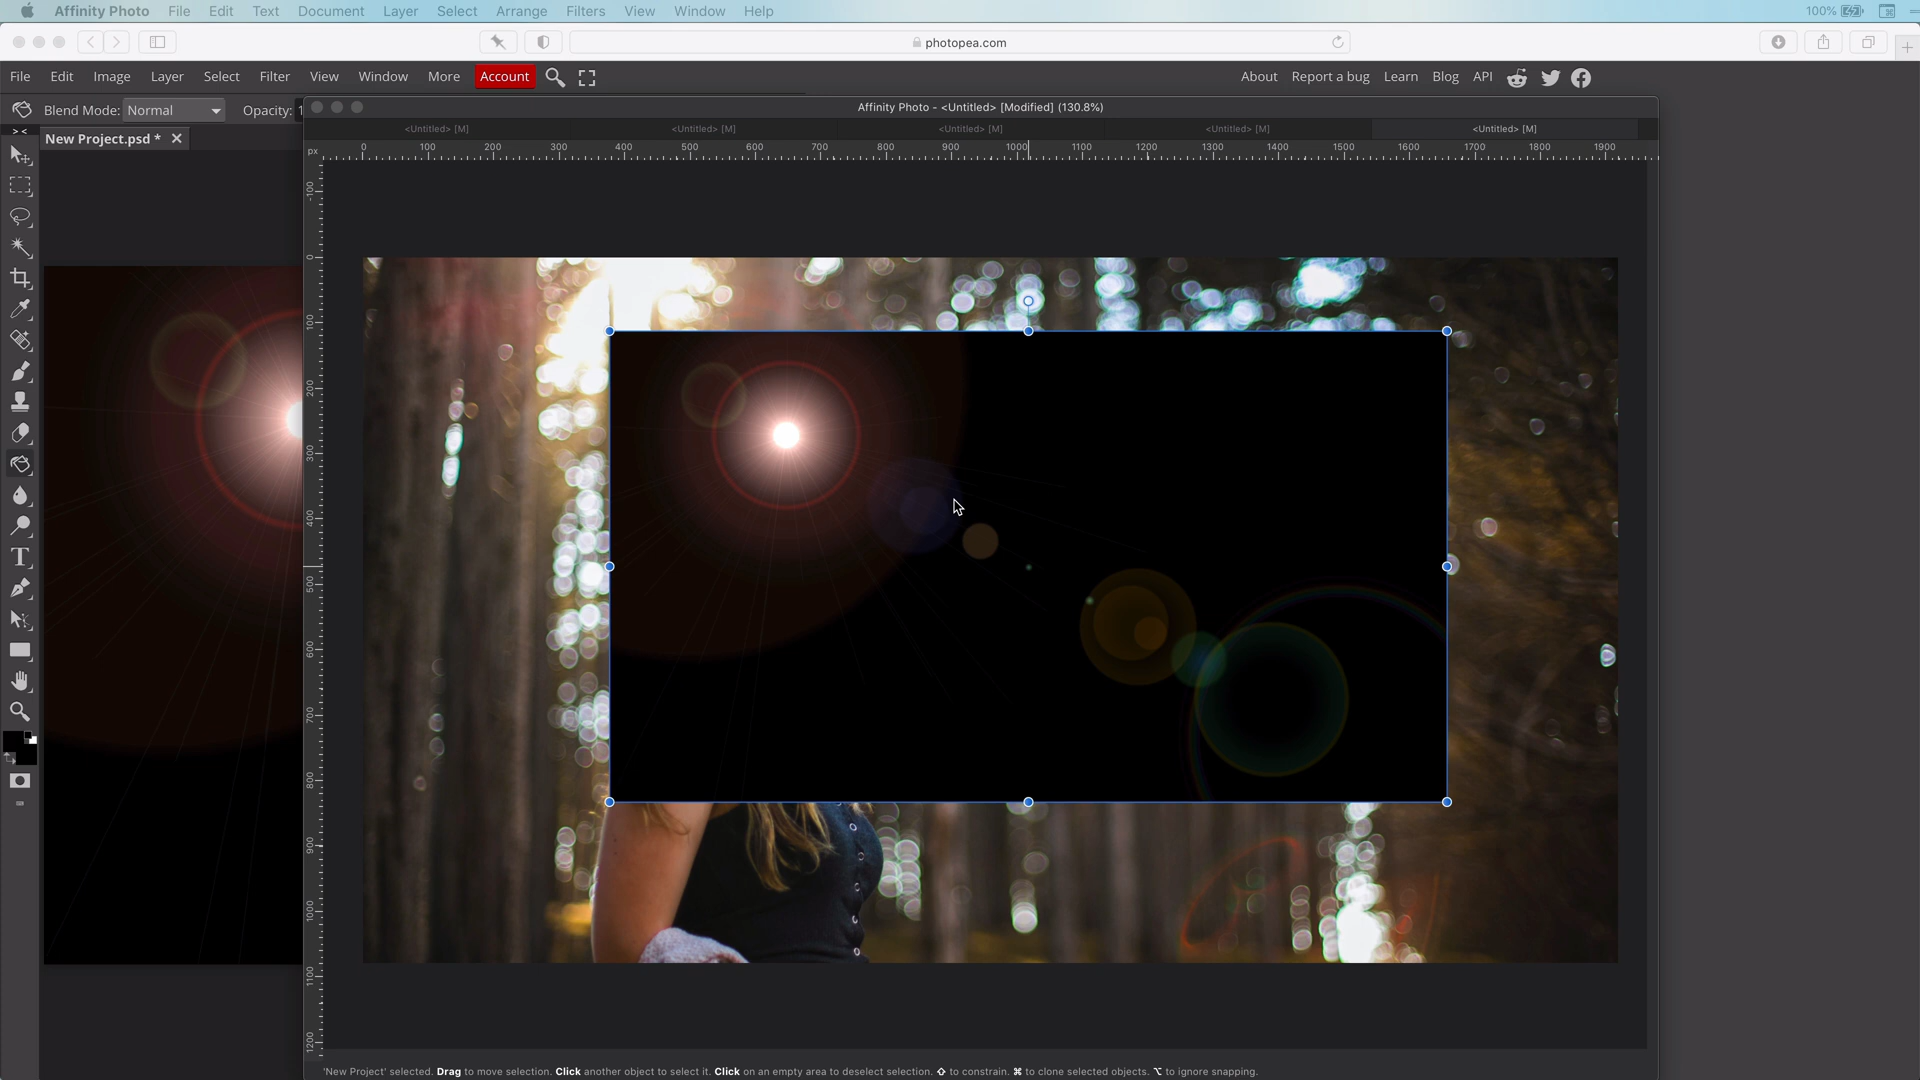 Affinity Photo File Edit Text Document Layer Select Arrange Filters View Window Help 100%
photopea.com
File Edit Image Layer Select Filter View Window More Account About Report a bug Learn Blog API
Blend Mode: Normal Opacity: 1
Affinity Photo - <Untitled> [Modified] (130.8%)
New Project.psd *
<Untitled> [M] <Untitled> [M] <Untitled> [M] <Untitled> [M] <Untitled> [M]
px 0 100 200 300 400 500 600 700 800 900 1000 1100 1200 1300 1400 1500 1600 1700 1800 1900
-100
0
100
200
300
400
500
600
700
800
900
1000
1100
1200
'New Project' selected. Drag to move selection. Click another object to select it. Click on an empty area to deselect selection. ⇧ to constrain. ⌘ to clone selected objects. ⌥ to ignore snapping.